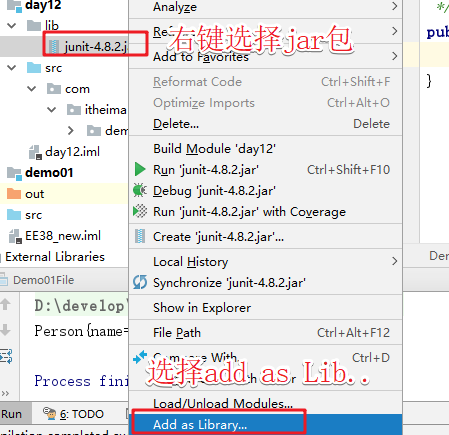 day12
lib
junit-4.8.2.j
src
com
itheima
dem
day12.iml
demo01
out
src
EE38_new.iml
External Libraries
Demo01File
D:\develop\
Person{name=
Process fini
Run
6: TODO
Analyze
右键选择jar包
Add to Favorites
Reformat Code Ctrl+Shift+F
Optimize Imports Ctrl+Alt+O
Delete... Delete
Build Module 'day12'
Run 'junit-4.8.2.jar' Ctrl+Shift+F10
Debug 'junit-4.8.2.jar'
Run 'junit-4.8.2.jar' with Coverage
Create 'junit-4.8.2.jar'...
Local History
Synchronize 'junit-4.8.2.jar'
Show in Explorer
File Path Ctrl+Alt+F12
Compare With... Ctrl+D
选择add as Lib..
Load/Unload Modules...
Add as Library...
*/
pu
}
Den